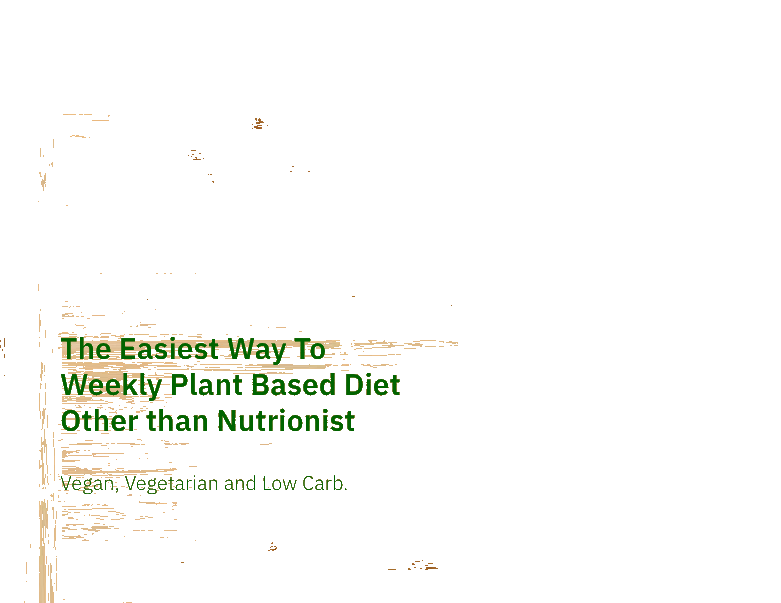 The Easiest Way To
Weekly Plant Based Diet
Other than Nutrionist
Vegan, Vegetarian and Low Carb.